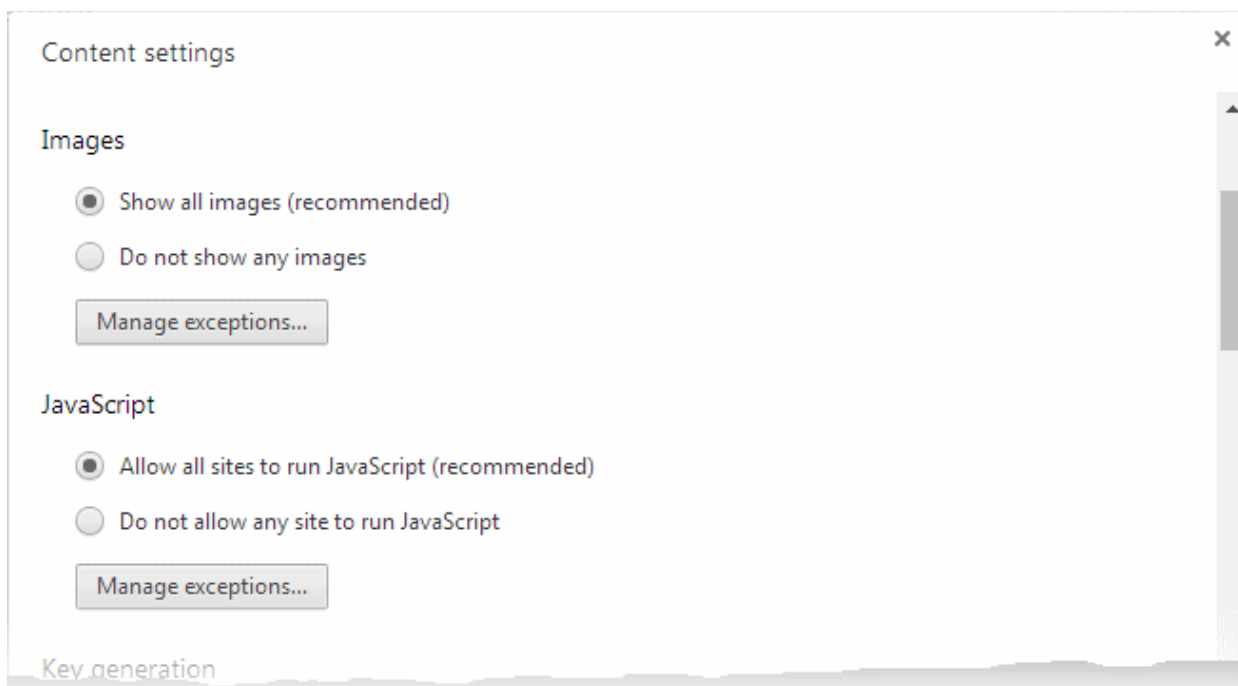 Content settings
Images
Show all images (recommended)
Do not show any images
Manage exceptions...
JavaScript
Allow all sites to run JavaScript (recommended)
Do not allow any site to run JavaScript
Manage exceptions...
Key generation